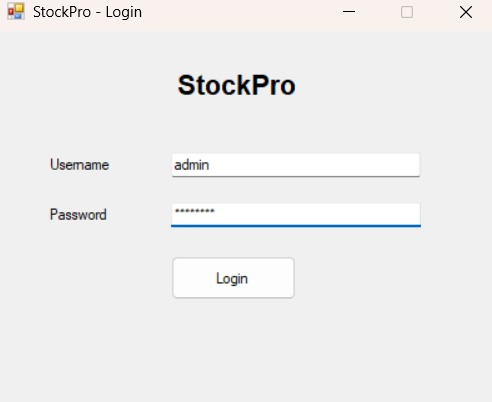 StockPro - Login
StockPro
Username admin
Password ********
Login